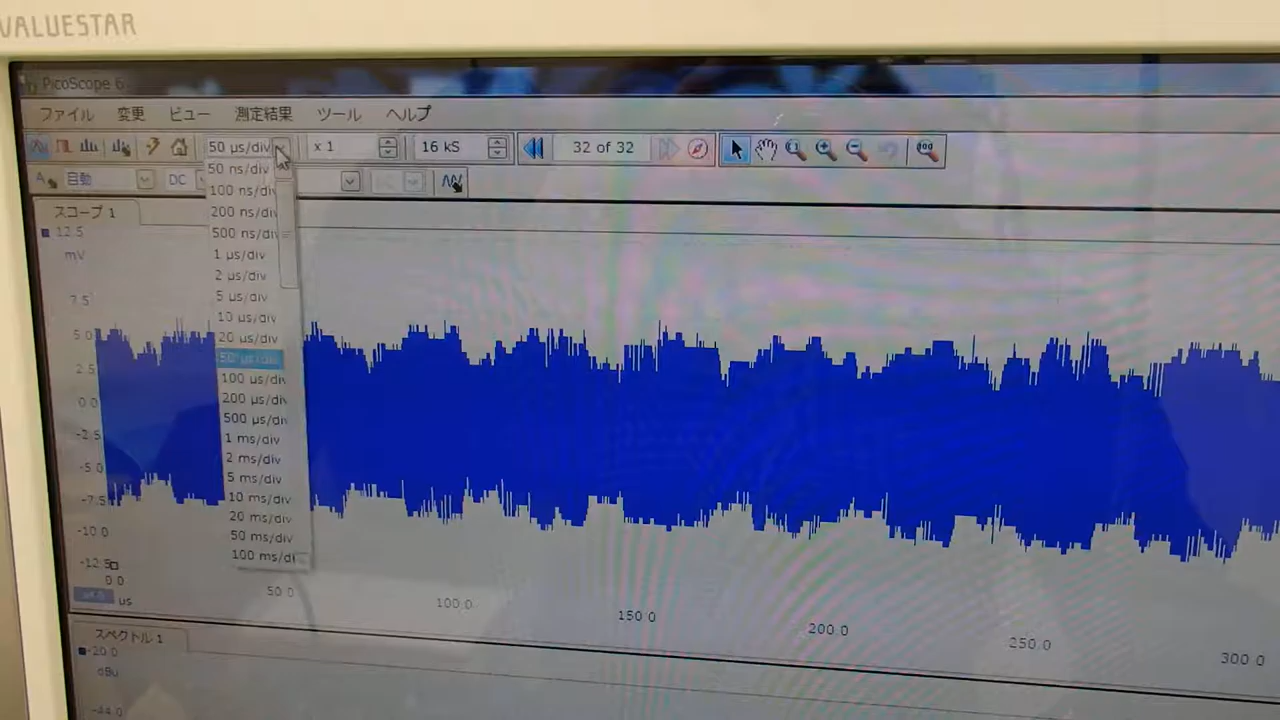 VALUESTAR
PicoScope 6
ファイル 変更 ビュー 測定結果 ツール ヘルプ
50 µs/div x 1 16 kS 32 of 32
自動 DC
50 ns/div
100 ns/div
200 ns/div
500 ns/div
1 µs/div
2 µs/div
5 µs/div
10 µs/div
20 µs/div
50 µs/div
100 µs/div
200 µs/div
500 µs/div
1 ms/div
2 ms/div
5 ms/div
10 ms/div
20 ms/div
50 ms/div
100 ms/di
スコープ 1
12.5
mV
7.5
5.0
2.5
0.0
-2.5
-5.0
-7.5
-10.0
-12.5
0.0 50.0 100.0 150.0 200.0 250.0 300.0
µs
スペクトル 1
-20.0
dBu
-44.0